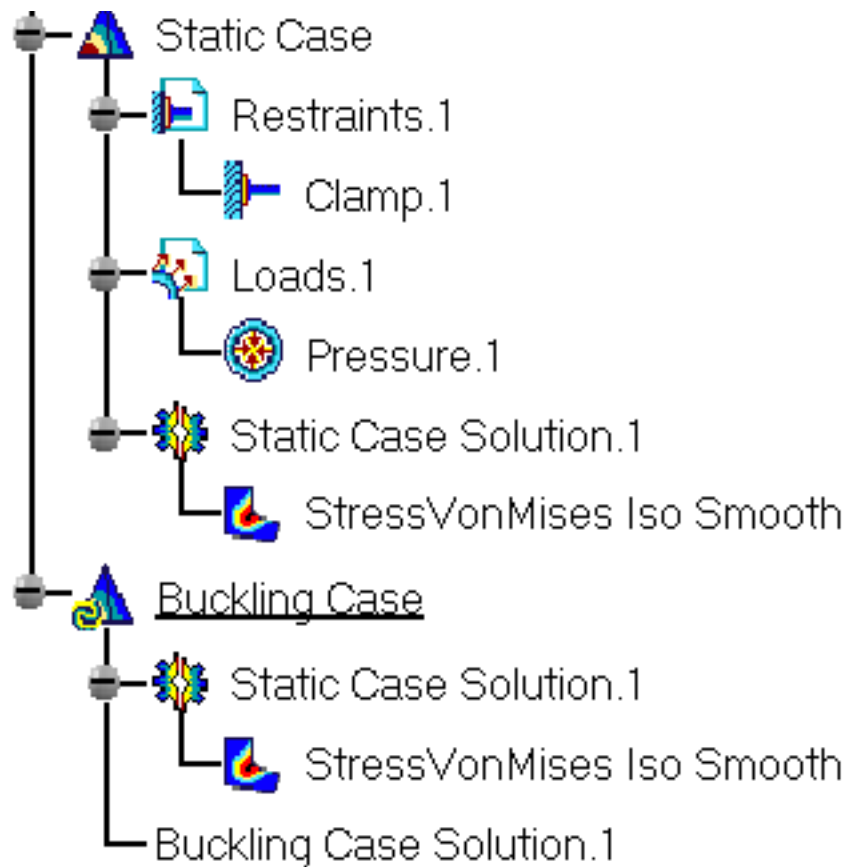 Static Case
Restraints.1
Clamp.1
Loads.1
Pressure.1
Static Case Solution.1
StressVonMises Iso Smooth
Buckling Case
Static Case Solution.1
StressVonMises Iso Smooth
Buckling Case Solution.1